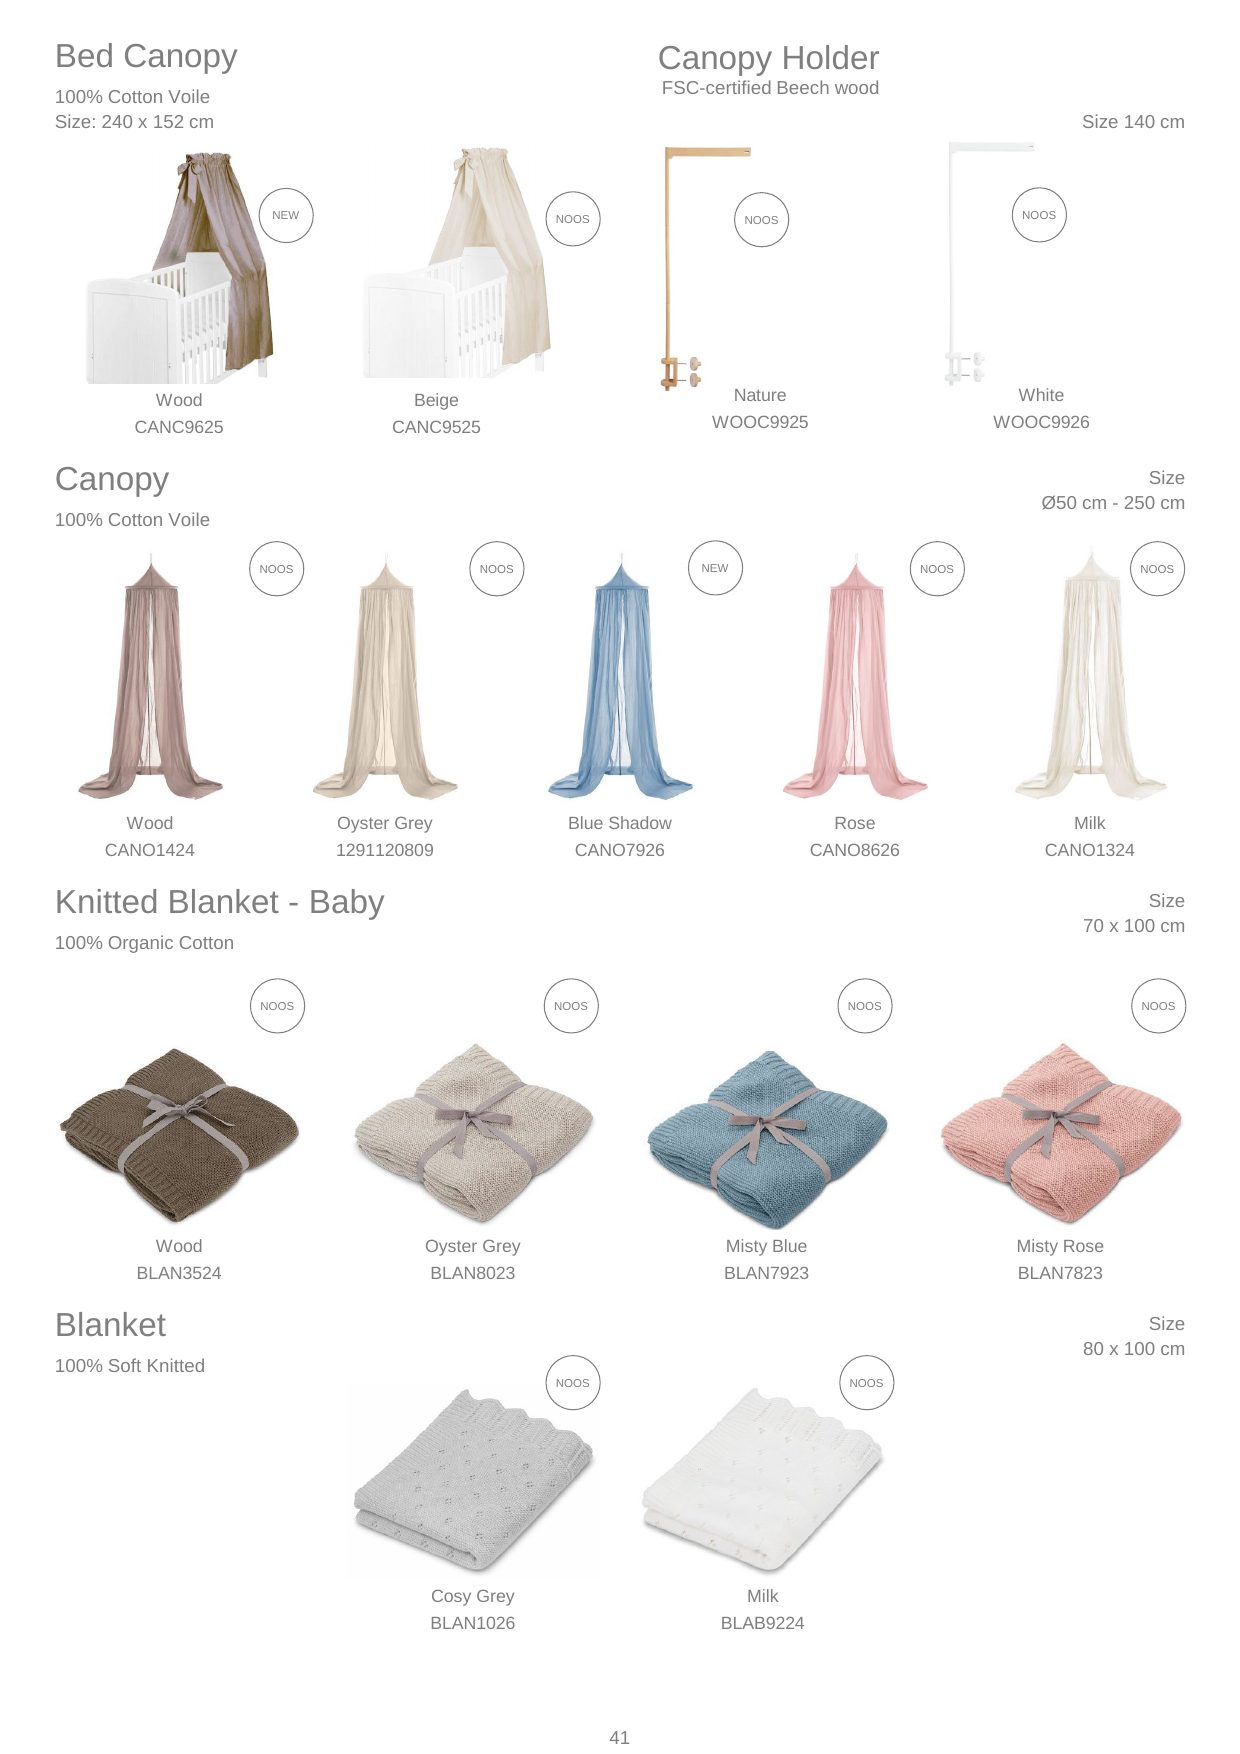 Bed Canopy
100% Cotton Voile
Size: 240 x 152 cm
Canopy Holder
FSC-certified Beech wood
Size 140 cm
NEW
NOOS
NOOS
NOOS
Wood
CANC9625
Beige
CANC9525
Nature
WOOC9925
White
WOOC9926
Canopy
100% Cotton Voile
Size
Ø50 cm - 250 cm
NOOS
NOOS
NEW
NOOS
NOOS
Wood
CANO1424
Oyster Grey
1291120809
Blue Shadow
CANO7926
Rose
CANO8626
Milk
CANO1324
Knitted Blanket - Baby
100% Organic Cotton
Size
70 x 100 cm
NOOS
NOOS
NOOS
NOOS
Wood
BLAN3524
Oyster Grey
BLAN8023
Misty Blue
BLAN7923
Misty Rose
BLAN7823
Blanket
100% Soft Knitted
Size
80 x 100 cm
NOOS
NOOS
Cosy Grey
BLAN1026
Milk
BLAB9224
41